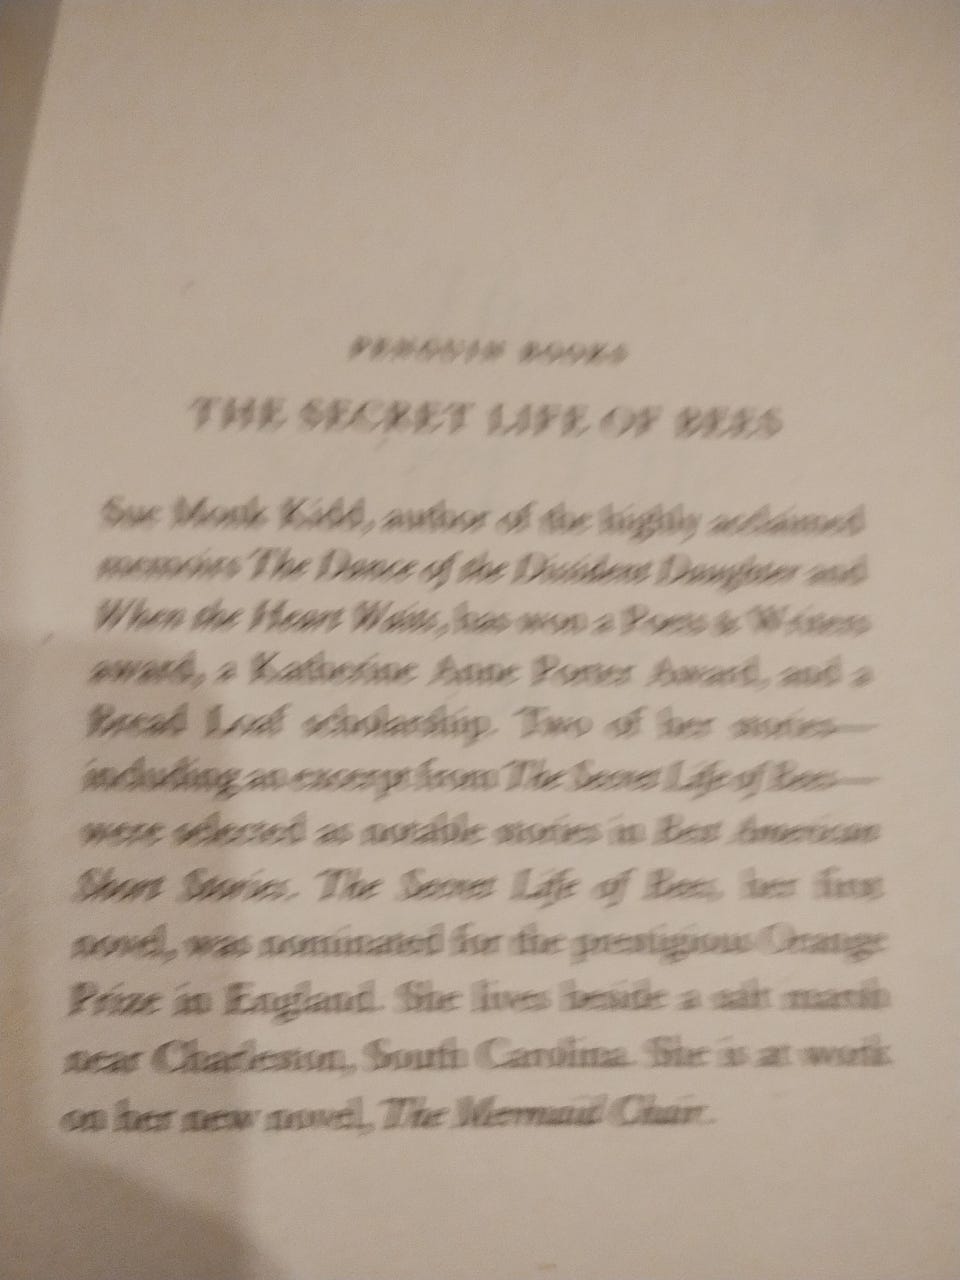 PENGUIN BOOKS
THE SECRET LIFE OF BEES
Sue Monk Kidd, author of the highly acclaimed
memoirs The Dance of the Dissident Daughter and
When the Heart Waits, has won a Poets & Writers
award, a Katherine Anne Porter Award, and a
Bread Loaf scholarship. Two of her stories—
including an excerpt from The Secret Life of Bees—
were selected as notable stories in Best American
Short Stories. The Secret Life of Bees, her first
novel, was nominated for the prestigious Orange
Prize in England. She lives beside a salt marsh
near Charleston, South Carolina. She is at work
on her new novel, The Mermaid Chair.